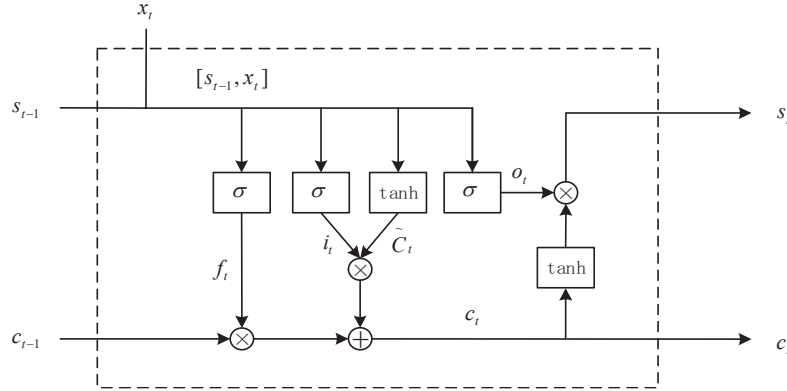 x_t
[s_{t-1}, x_t]
s_{t-1}
s
σ σ tanh σ
o_t
×
i_t
C̃_t
f_t
×
tanh
c_t
c_{t-1}
×
+
c